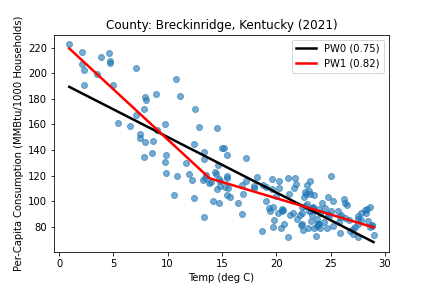 County: Breckinridge, Kentucky (2021)
Per-Capita Consumption (MMBtu/1000 Households)
220
200
180
160
140
120
100
80
PW0 (0.75)
PW1 (0.82)
0 5 10 15 20 25 30
Temp (deg C)